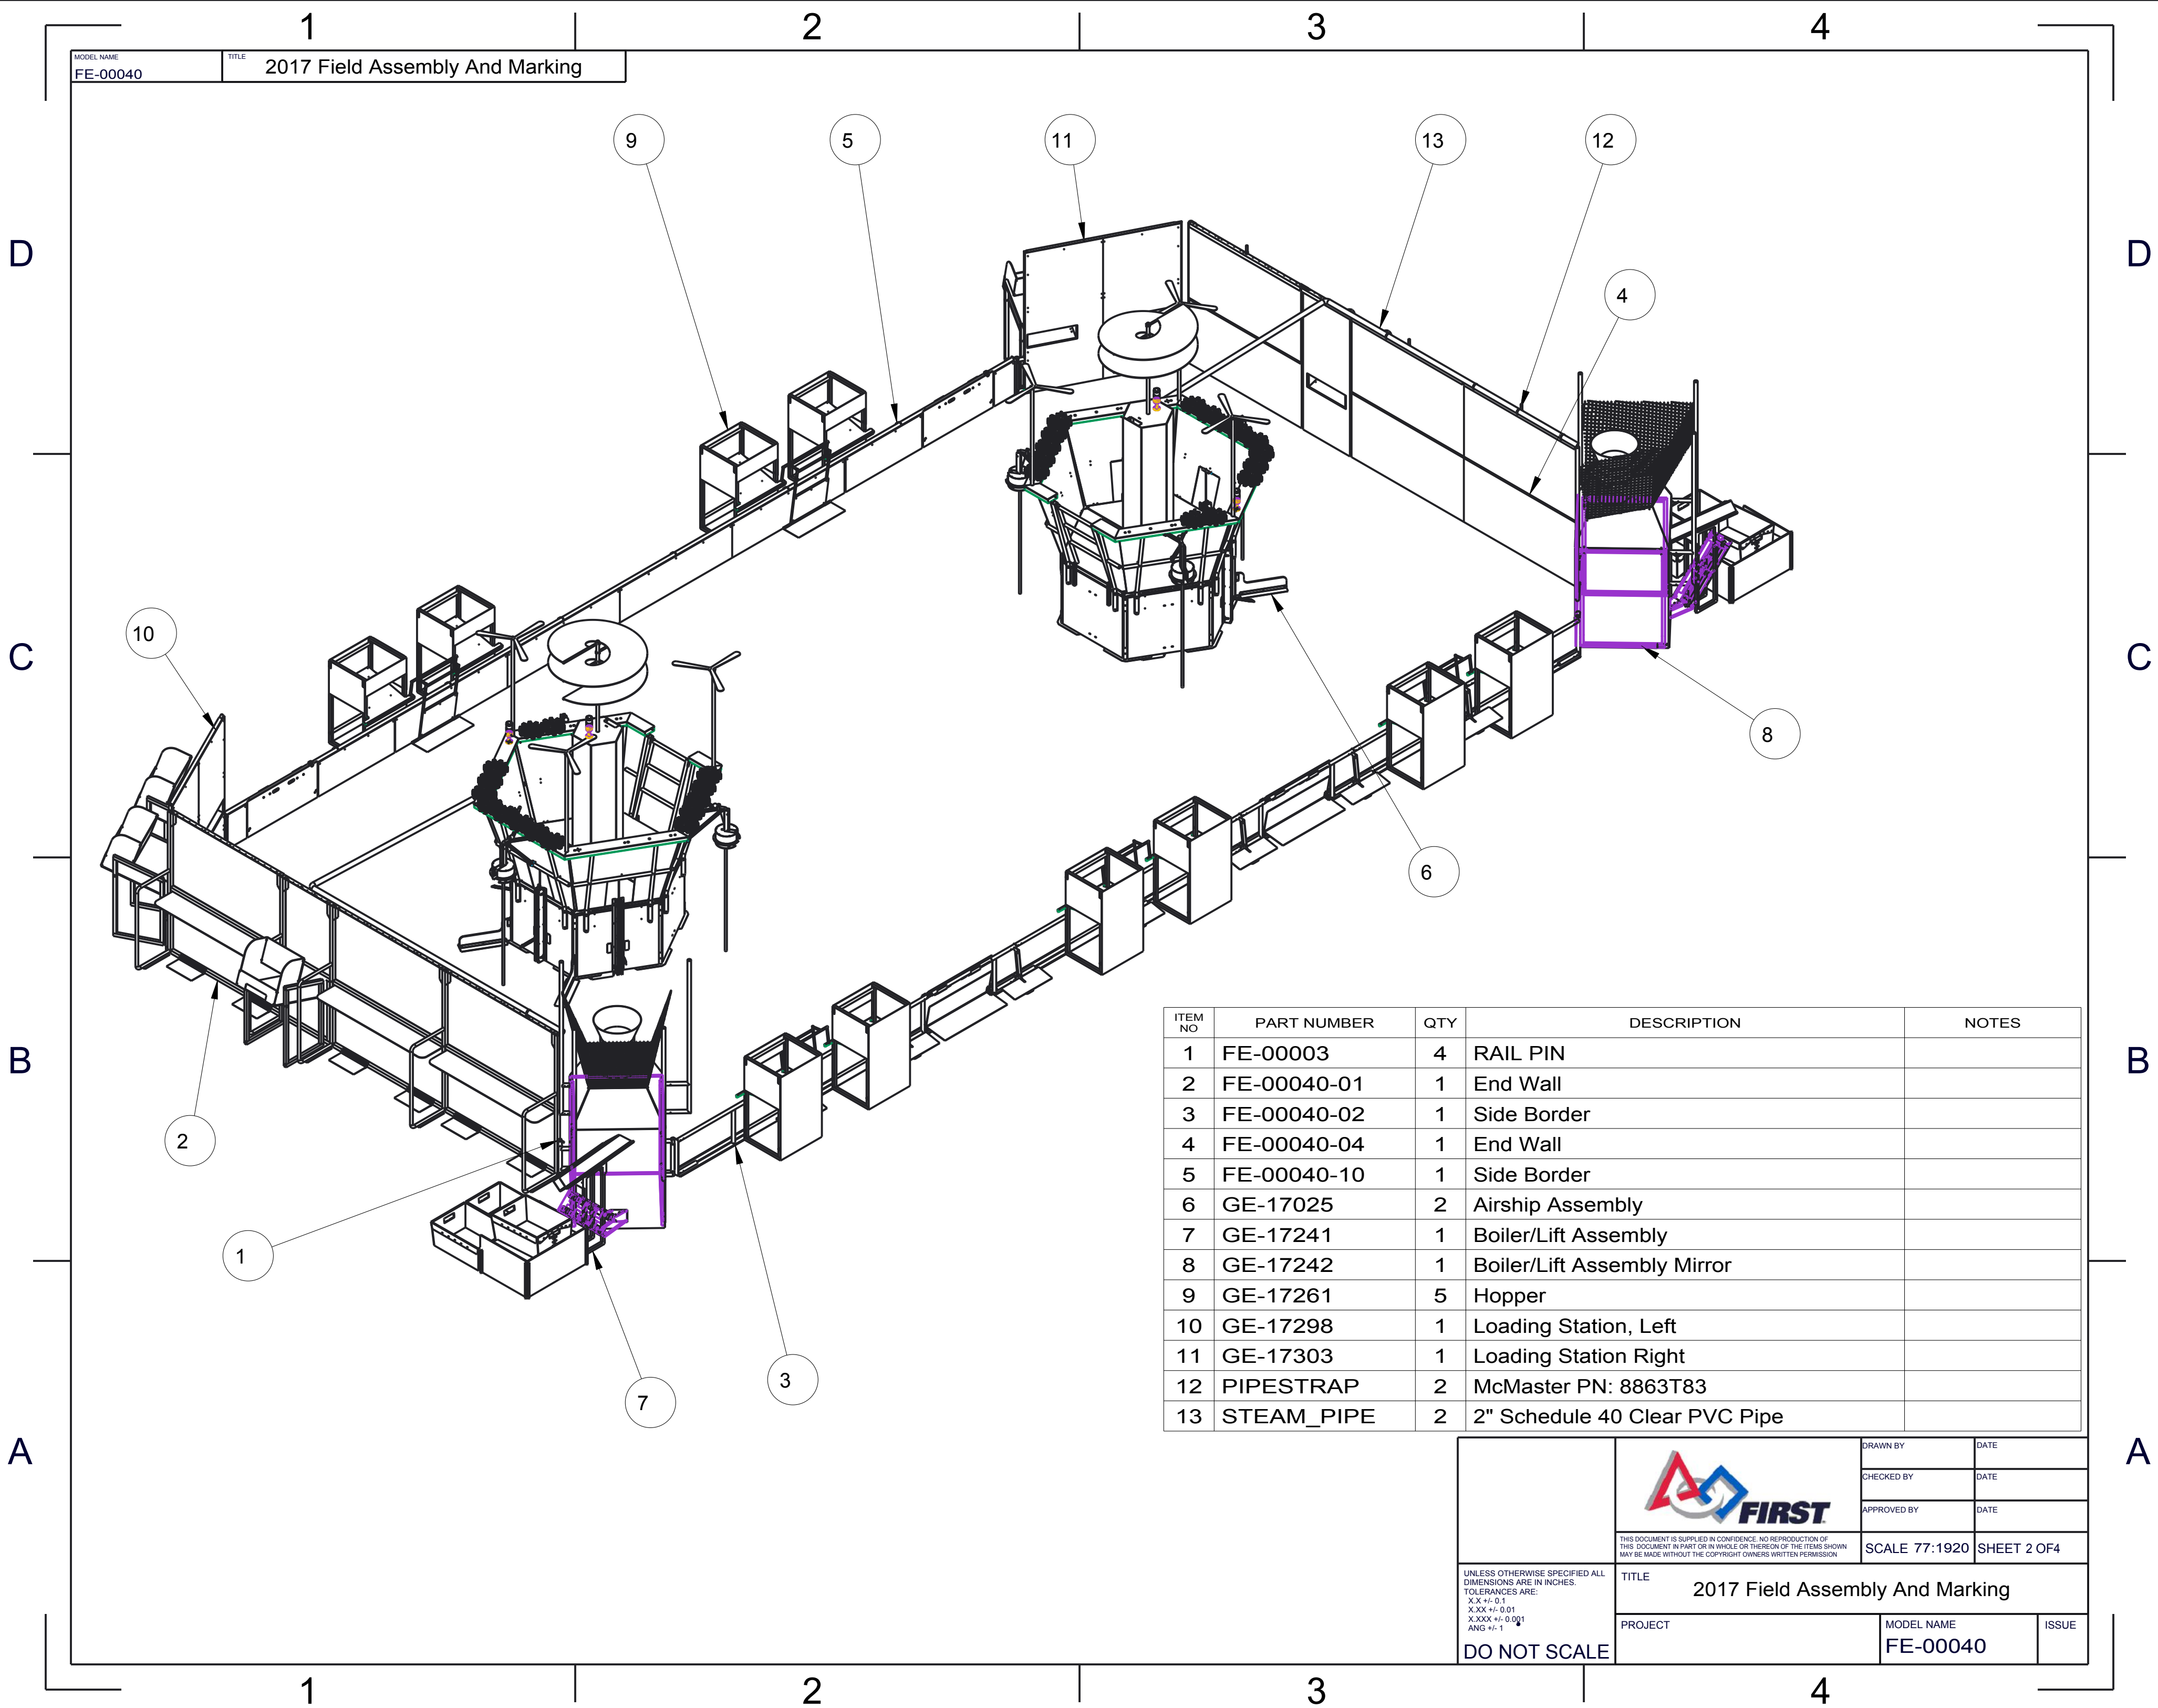 1 2 3 4
MODEL NAME
FE-00040
TITLE
2017 Field Assembly And Marking
9 5 11 13 12
D D
4
10
C C
8
6
ITEM NO PART NUMBER QTY DESCRIPTION NOTES
1 FE-00003 4 RAIL PIN
2 FE-00040-01 1 End Wall
3 FE-00040-02 1 Side Border
4 FE-00040-04 1 End Wall
5 FE-00040-10 1 Side Border
6 GE-17025 2 Airship Assembly
7 GE-17241 1 Boiler/Lift Assembly
8 GE-17242 1 Boiler/Lift Assembly Mirror
9 GE-17261 5 Hopper
10 GE-17298 1 Loading Station, Left
11 GE-17303 1 Loading Station Right
12 PIPESTRAP 2 McMaster PN: 8863T83
13 STEAM_PIPE 2 2" Schedule 40 Clear PVC Pipe
B B
2
1
3
7
A A
FIRST
DRAWN BY DATE
CHECKED BY DATE
APPROVED BY DATE
THIS DOCUMENT IS SUPPLIED IN CONFIDENCE. NO REPRODUCTION OF
THIS DOCUMENT IN PART OR IN WHOLE OR THEREON OF THE ITEMS SHOWN
MAY BE MADE WITHOUT THE COPYRIGHT OWNERS WRITTEN PERMISSION
SCALE 77:1920 SHEET 2 OF4
UNLESS OTHERWISE SPECIFIED ALL
DIMENSIONS ARE IN INCHES.
TOLERANCES ARE:
X.X +/- 0.1
X.XX +/- 0.01
X.XXX +/- 0.001
ANG +/- 1
DO NOT SCALE
TITLE
2017 Field Assembly And Marking
PROJECT
MODEL NAME
FE-00040
ISSUE
1 2 3 4